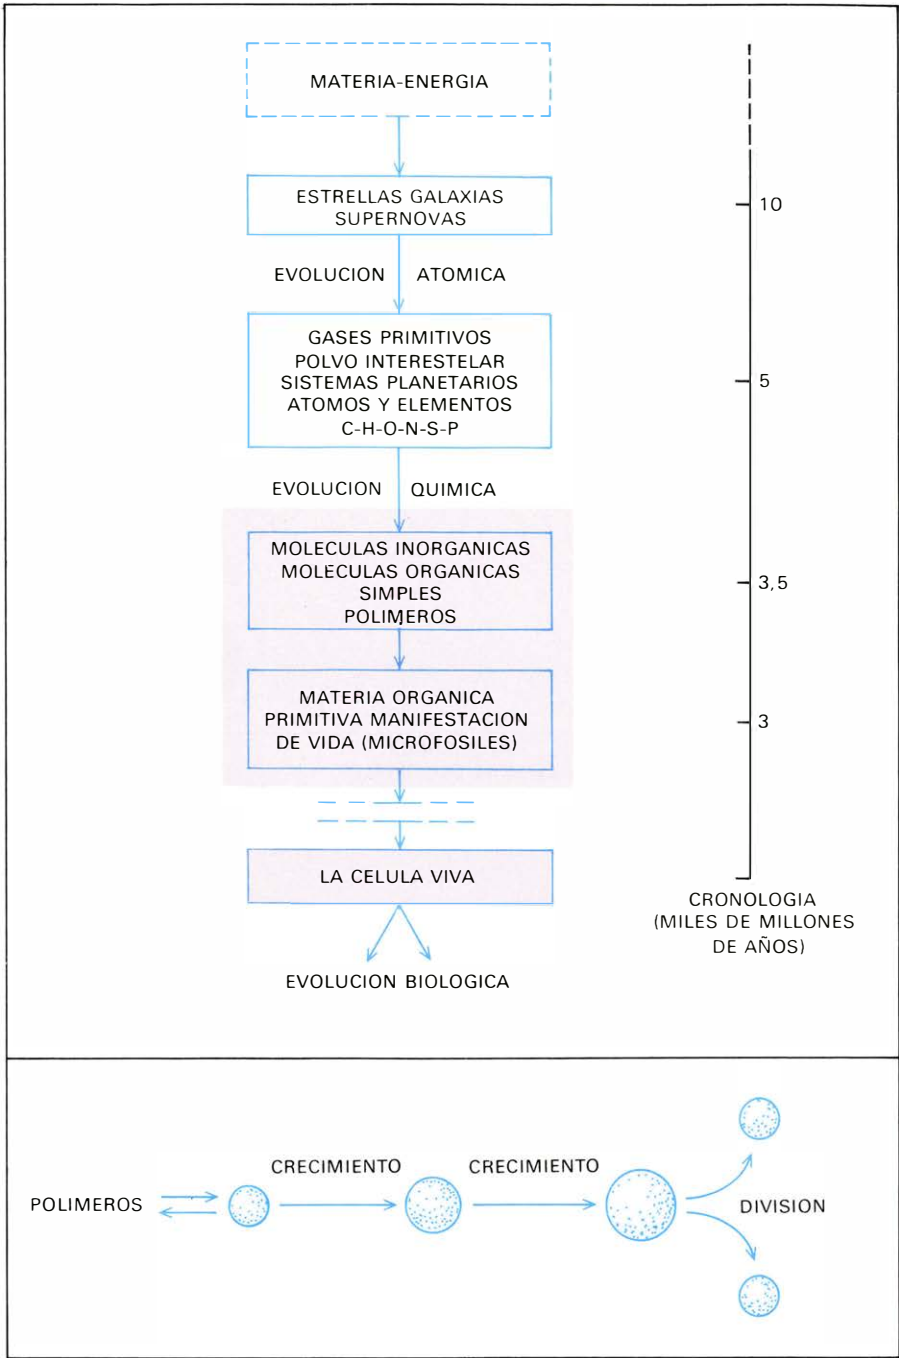 MATERIA-ENERGIA
ESTRELLAS GALAXIAS
SUPERNOVAS
EVOLUCION ATOMICA
GASES PRIMITIVOS
POLVO INTERESTELAR
SISTEMAS PLANETARIOS
ATOMOS Y ELEMENTOS
C-H-O-N-S-P
EVOLUCION QUIMICA
MOLECULAS INORGANICAS
MOLECULAS ORGANICAS
SIMPLES
POLIMEROS
MATERIA ORGANICA
PRIMITIVA MANIFESTACION
DE VIDA (MICROFOSILES)
LA CELULA VIVA
EVOLUCION BIOLOGICA
10
5
3,5
3
CRONOLOGIA
(MILES DE MILLONES
DE AÑOS)
POLIMEROS
CRECIMIENTO
CRECIMIENTO
DIVISION